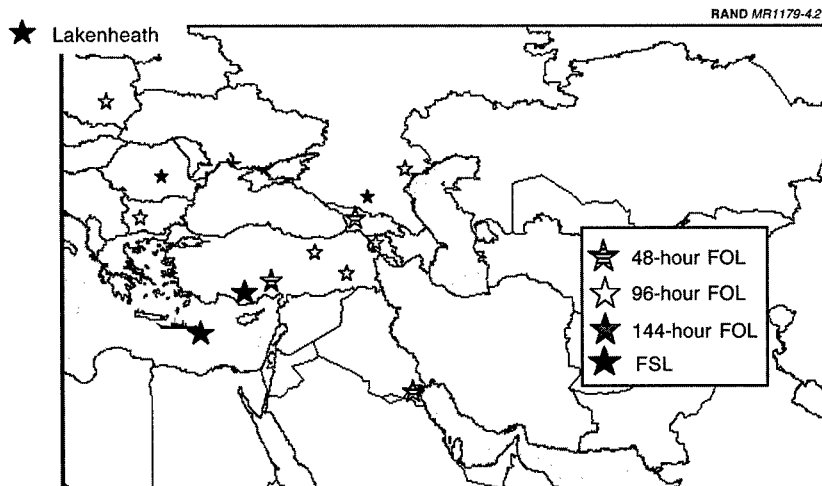 RAND MR1179-4.2
Lakenheath
48-hour FOL
96-hour FOL
144-hour FOL
FSL